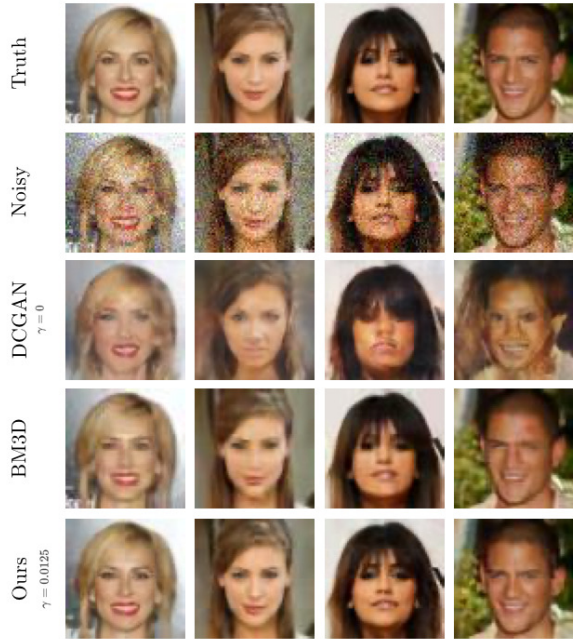 Truth
Noisy
DCGAN
γ = 0
BM3D
Ours
γ = 0.0125